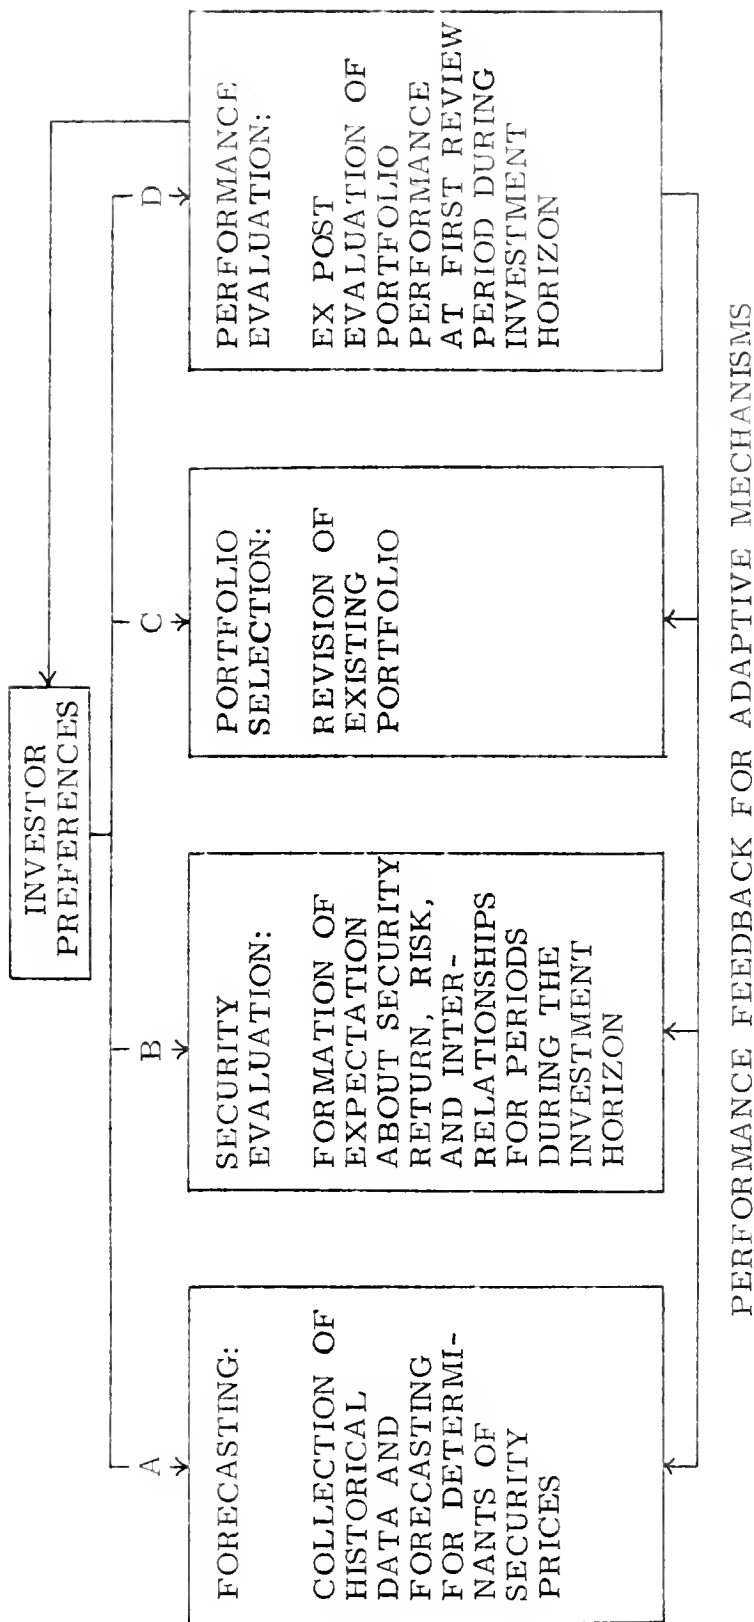 INVESTOR
PREFERENCES
A
B
C
D
FORECASTING:
COLLECTION OF
HISTORICAL
DATA AND
FORECASTING
FOR DETERMI-
NANTS OF
SECURITY
PRICES
SECURITY
EVALUATION:
FORMATION OF
EXPECTATION
ABOUT SECURITY
RETURN, RISK,
AND INTER-
RELATIONSHIPS
FOR PERIODS
DURING THE
INVESTMENT
HORIZON
PORTFOLIO
SELECTION:
REVISION OF
EXISTING
PORTFOLIO
PERFORMANCE
EVALUATION:
EX POST
EVALUATION OF
PORTFOLIO
PERFORMANCE
AT FIRST REVIEW
PERIOD DURING
INVESTMENT
HORIZON
PERFORMANCE FEEDBACK FOR ADAPTIVE MECHANISMS